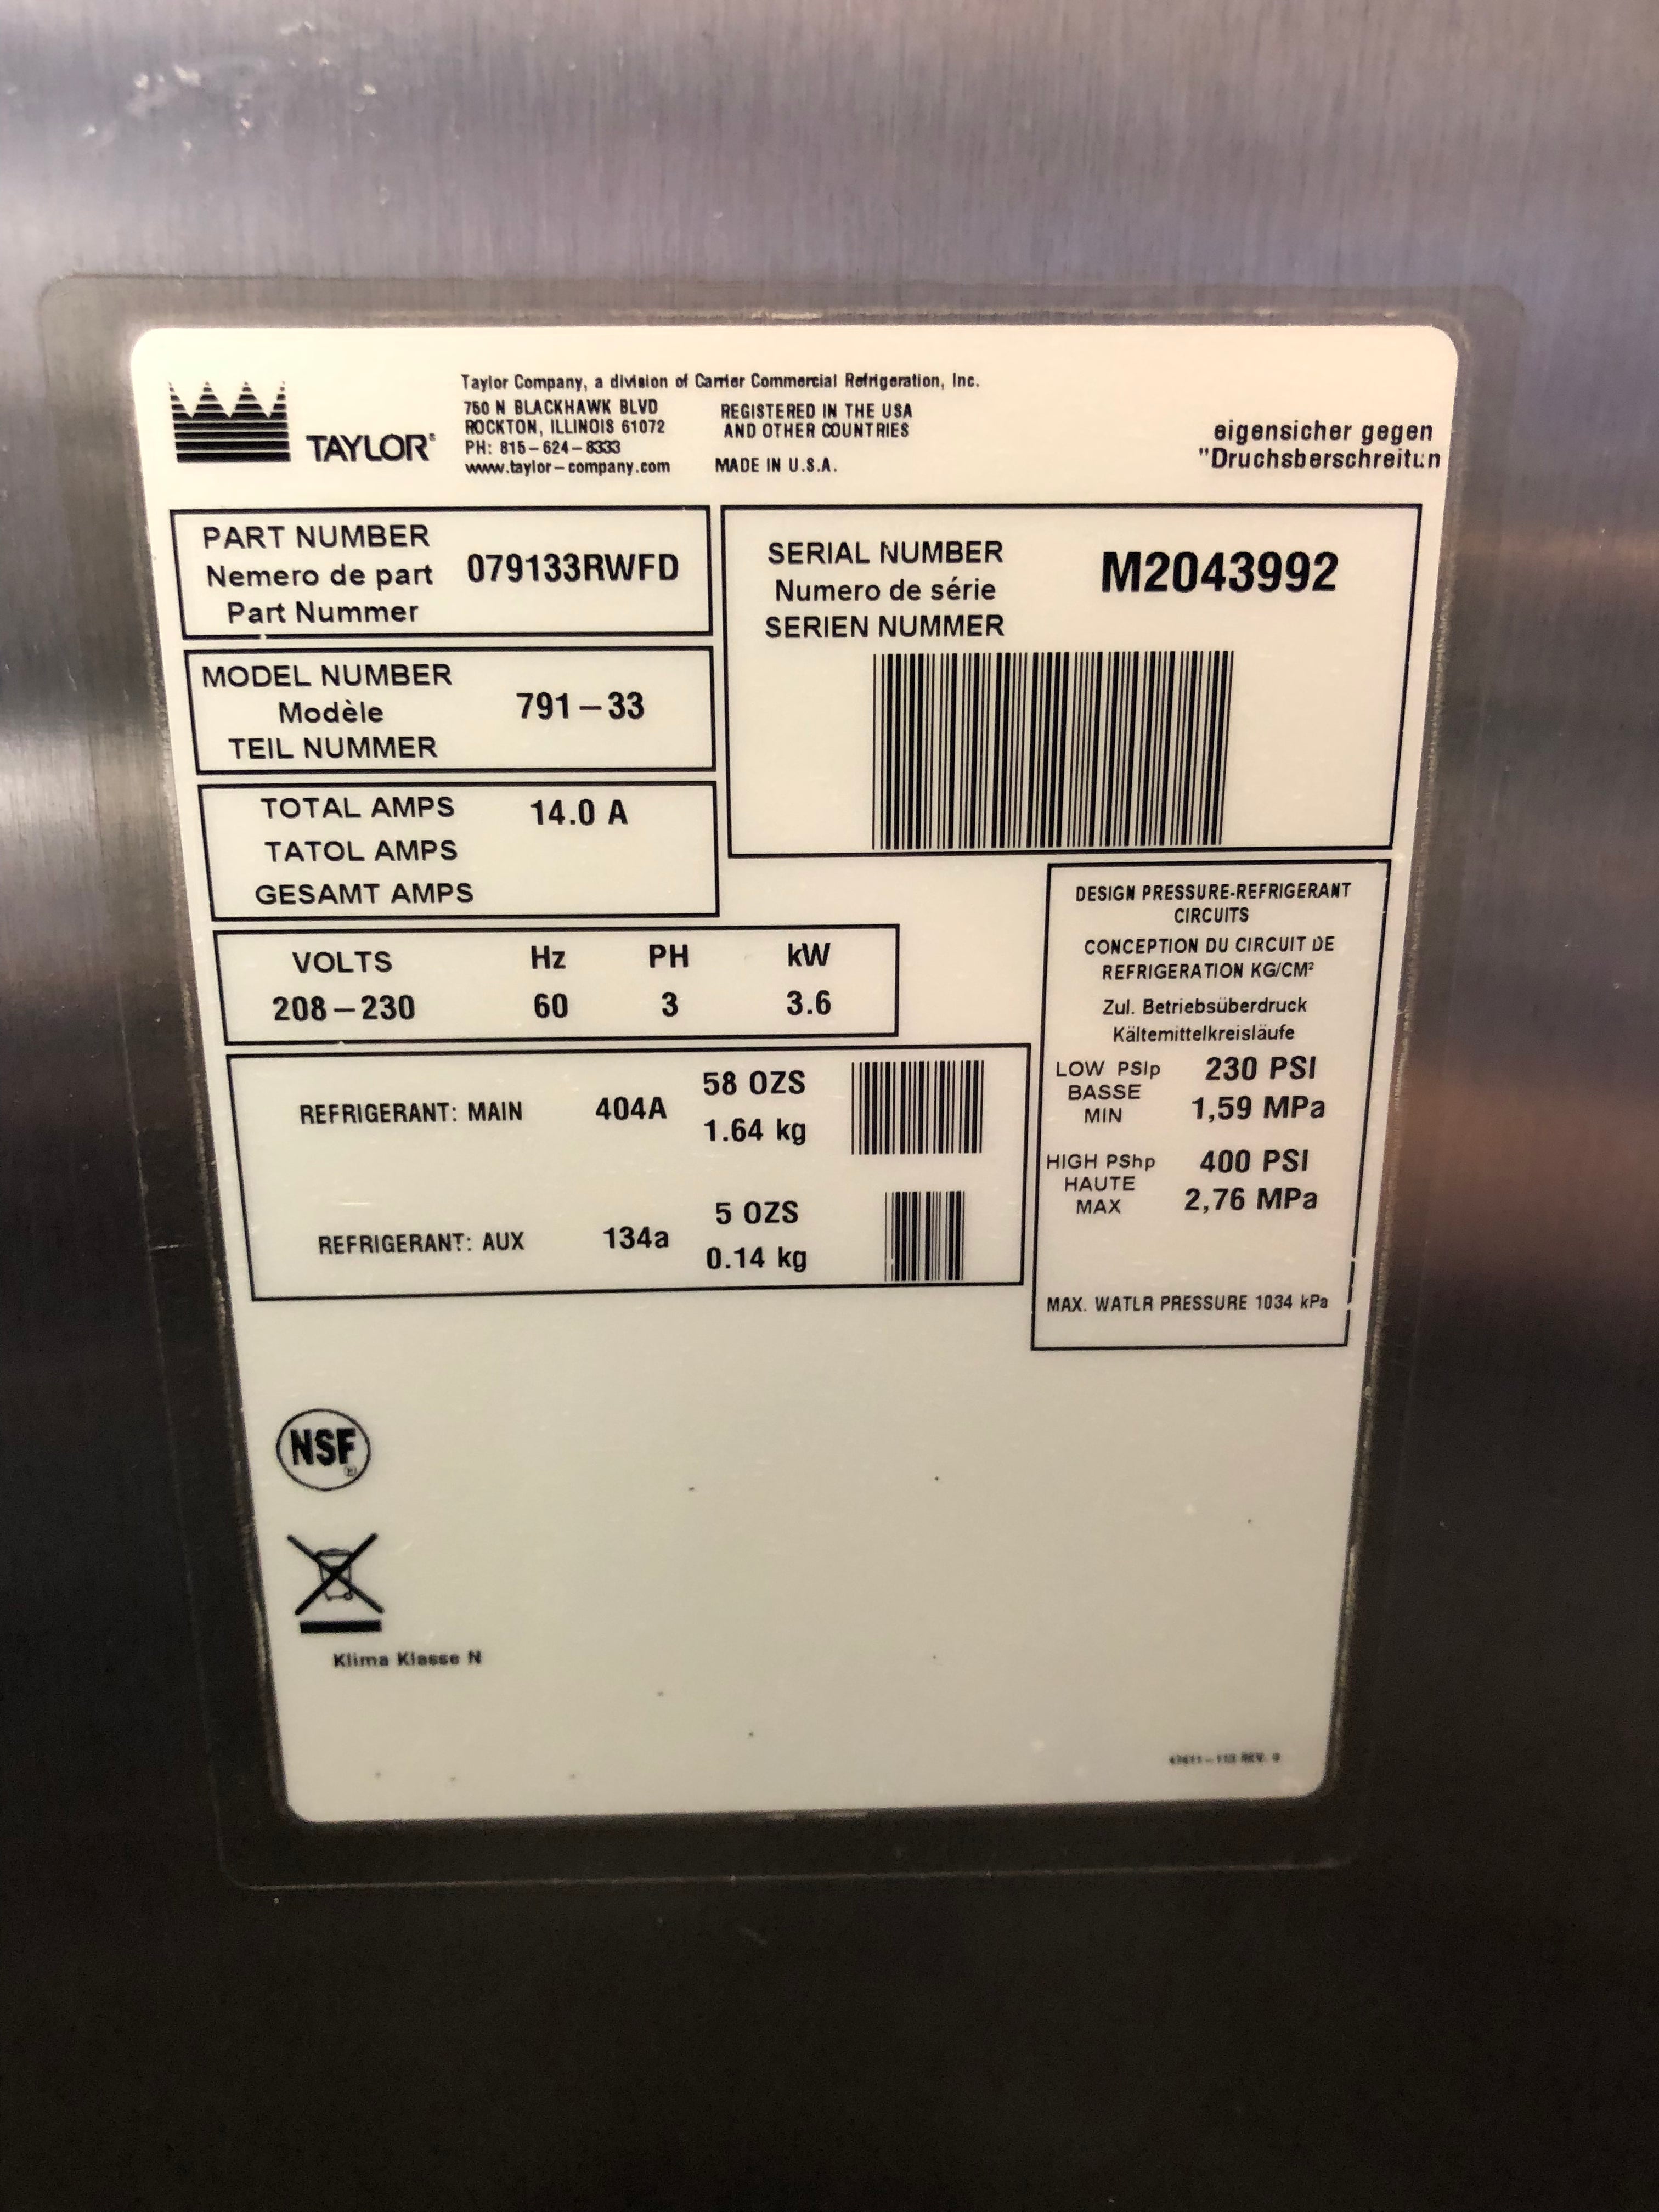 TAYLOR®
Taylor Company, a division of Carrier Commercial Refrigeration, Inc.
750 N BLACKHAWK BLVD
ROCKTON, ILLINOIS 61072
PH: 815-624-8333
www.taylor-company.com
REGISTERED IN THE USA
AND OTHER COUNTRIES
MADE IN U.S.A.
eigensicher gegen
"Druchsberschreitun
PART NUMBER
Nemero de part
Part Nummer
079133RWFD
SERIAL NUMBER
Numero de série
SERIEN NUMMER
M2043992
MODEL NUMBER
Modèle
TEIL NUMMER
791-33
TOTAL AMPS
TATOL AMPS
GESAMT AMPS
14.0 A
VOLTS Hz PH kW
208-230 60 3 3.6
REFRIGERANT: MAIN 404A
58 OZS
1.64 kg
REFRIGERANT: AUX 134a
5 OZS
0.14 kg
DESIGN PRESSURE-REFRIGERANT
CIRCUITS
CONCEPTION DU CIRCUIT DE
REFRIGERATION KG/CM²
Zul. Betriebsüberdruck
Kältemittelkreisläufe
LOW PSIp
BASSE
MIN
230 PSI
1,59 MPa
HIGH PShp
HAUTE
MAX
400 PSI
2,76 MPa
MAX. WATLR PRESSURE 1034 kPa
NSF®
Klima Klasse N
REV. 0